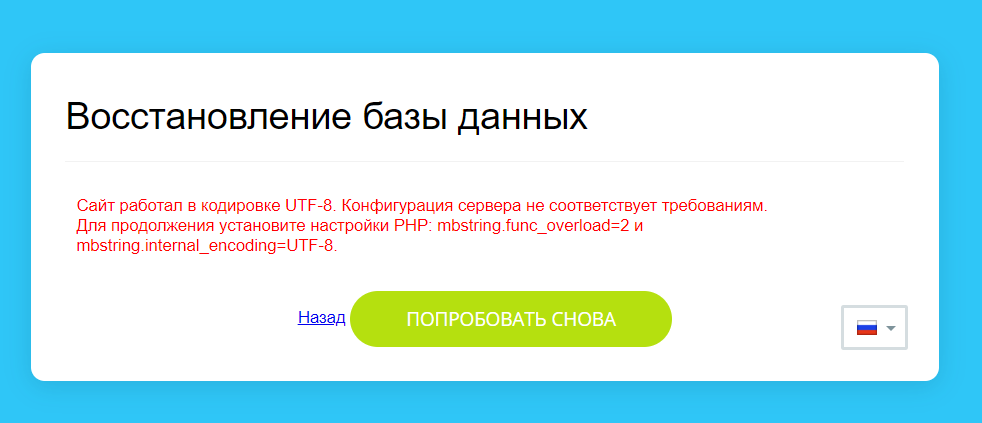 Восстановление базы данных
Сайт работал в кодировке UTF-8. Конфигурация сервера не соответствует требованиям.
Для продолжения установите настройки PHP: mbstring.func_overload=2 и
mbstring.internal_encoding=UTF-8.
Назад ПОПРОБОВАТЬ СНОВА